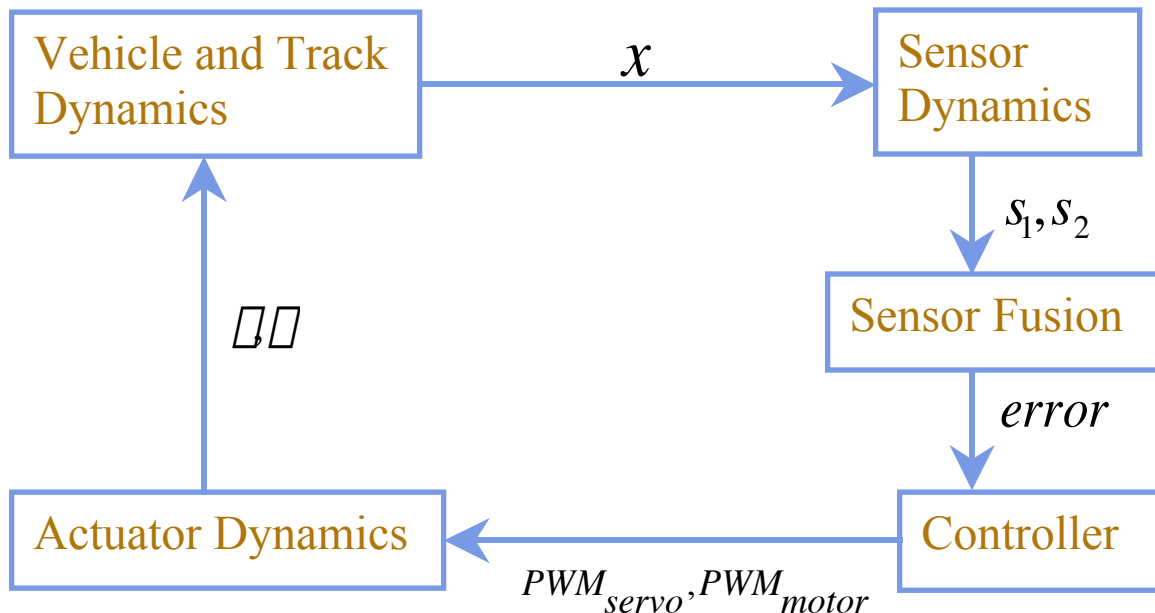 Vehicle and Track
Dynamics
x
Sensor
Dynamics
s1,s2
Sensor Fusion
error
Controller
PWMservo,PWMmotor
Actuator Dynamics